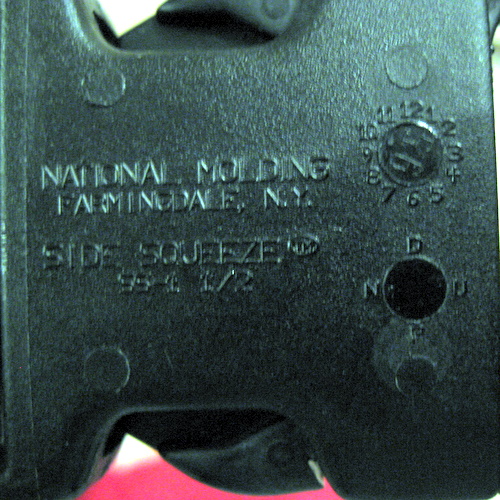 NATIONAL MOLDING
FARMINGDALE, N.Y.
SIDE SQUEEZE TM
SS-1 1/2
12 1 2 3 4 5 6 7 8 9 10 11
D
N U
P